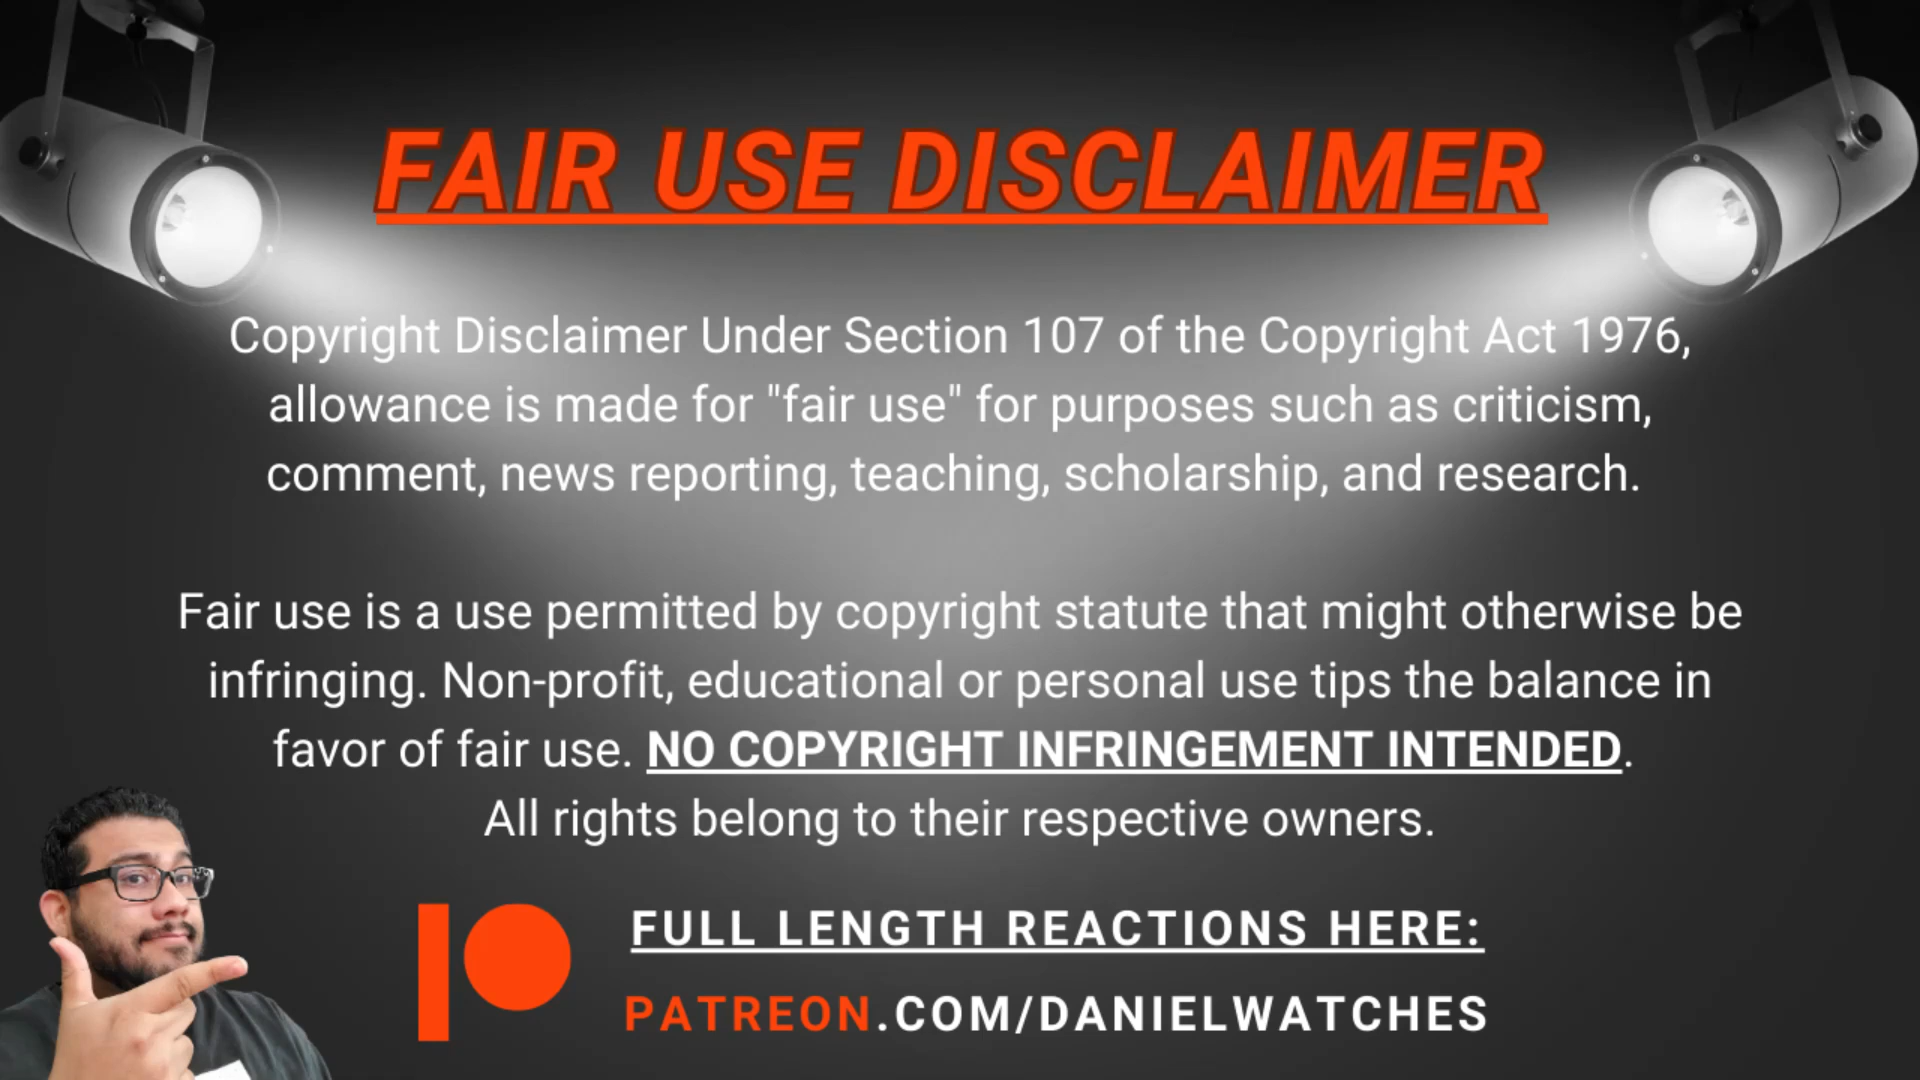 FAIR USE DISCLAIMER
Copyright Disclaimer Under Section 107 of the Copyright Act 1976,
allowance is made for "fair use" for purposes such as criticism,
comment, news reporting, teaching, scholarship, and research.
Fair use is a use permitted by copyright statute that might otherwise be
infringing. Non-profit, educational or personal use tips the balance in
favor of fair use. NO COPYRIGHT INFRINGEMENT INTENDED.
All rights belong to their respective owners.
FULL LENGTH REACTIONS HERE:
PATREON.COM/DANIELWATCHES